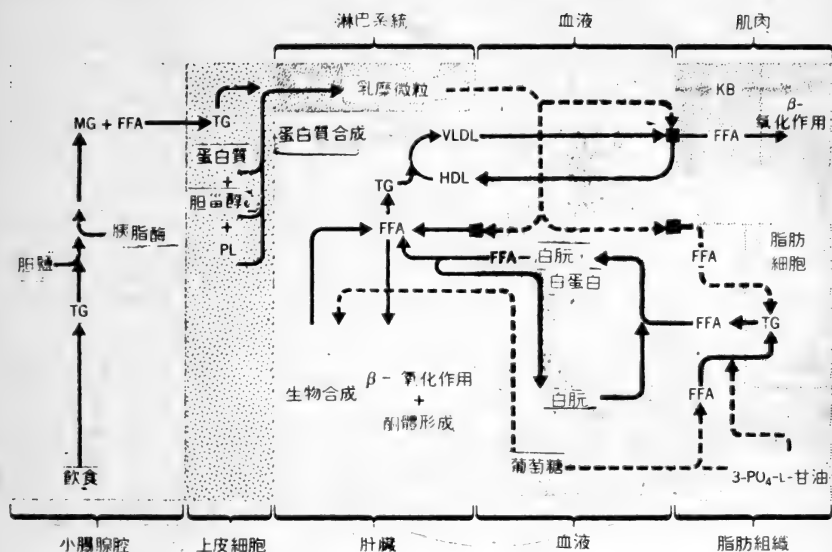 淋巴系統
血液
肌肉
乳糜微粒
KB
β-
氧化作用
MG + FFA
TG
FFA
蛋白質
+
胆固醇
+
PL
蛋白質合成
VLDL
HDL
TG
FFA
胰脂酶
胆鹽
TG
FFA
白朊
白蛋白
脂肪
細胞
FFA
FFA
TG
FFA
生物合成
β- 氧化作用
+
酮體形成
白朊
葡萄糖
3-PO₄-L-甘油
飲食
小腸腺腔
上皮細胞
肝臟
血液
脂肪組織